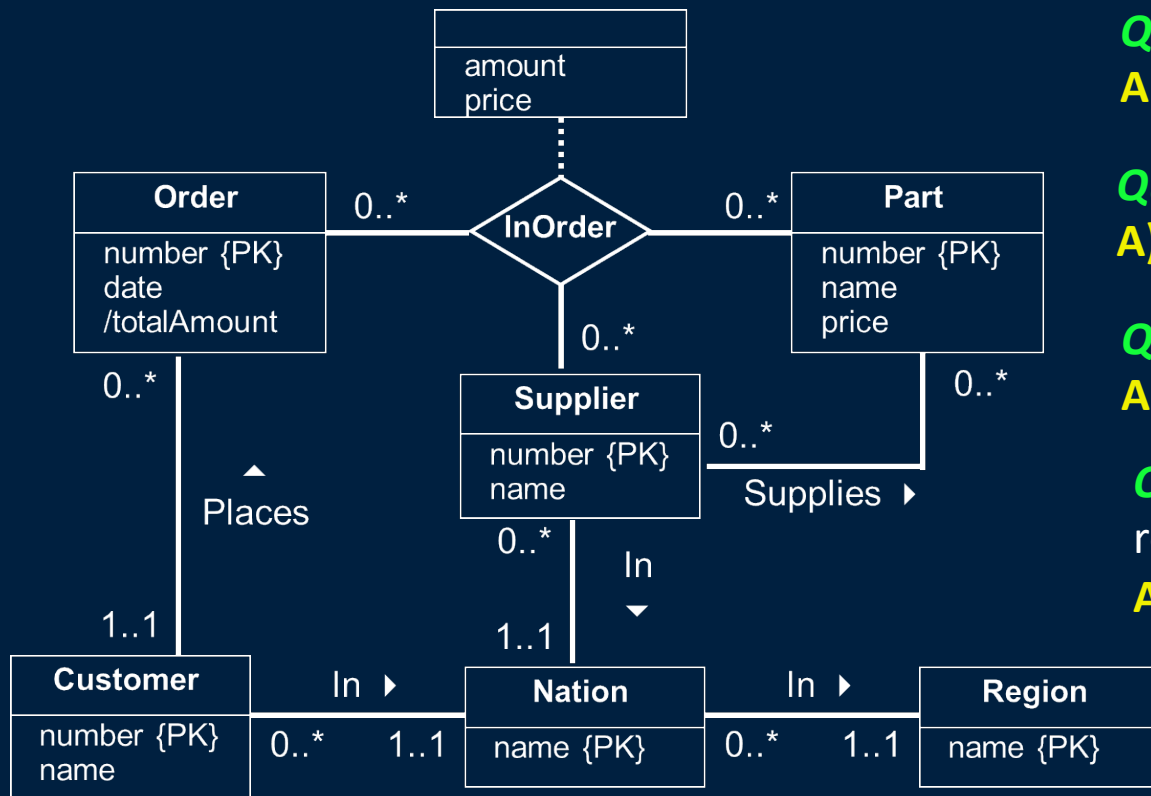 amount
price
Order
number {PK}
date
/totalAmount
0..*
InOrder
0..*
Part
number {PK}
name
price
0..*
0..*
0..*
Supplier
number {PK}
name
0..*
Supplies
Places
0..*
In
1..1
1..1
Customer
number {PK}
name
In
0..*
1..1
Nation
name {PK}
In
0..*
1..1
Region
name {PK}
Q
A
Q
A)
Q
A
r
A